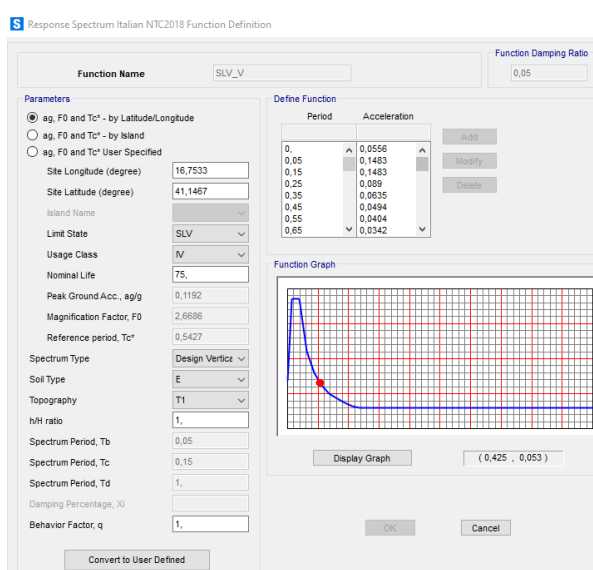 S Response Spectrum Italian NTC2018 Function Definition
Function Damping Ratio
Function Name
SLV_V
0,05
Parameters
ag, F0 and Tc* - by Latitude/Longitude
ag, F0 and Tc* - by Island
ag, F0 and Tc* User Specified
Site Longitude (degree) 16,7533
Site Latitude (degree) 41,1467
Island Name
Limit State SLV
Usage Class IV
Nominal Life 75,
Peak Ground Acc., ag/g 0,1192
Magnification Factor, F0 2,6686
Reference period, Tc* 0,5427
Spectrum Type Design Vertica
Soil Type E
Topography T1
h/H ratio 1,
Spectrum Period, Tb 0,05
Spectrum Period, Tc 0,15
Spectrum Period, Td 1,
Damping Percentage, Xi
Behavior Factor, q 1,
Convert to User Defined
Define Function
Period Acceleration
0, 0,0556
0,05 0,1483
0,15 0,1483
0,25 0,089
0,35 0,0635
0,45 0,0494
0,55 0,0404
0,65 0,0342
Add
Modify
Delete
Function Graph
Display Graph
( 0,425 , 0,053 )
OK
Cancel